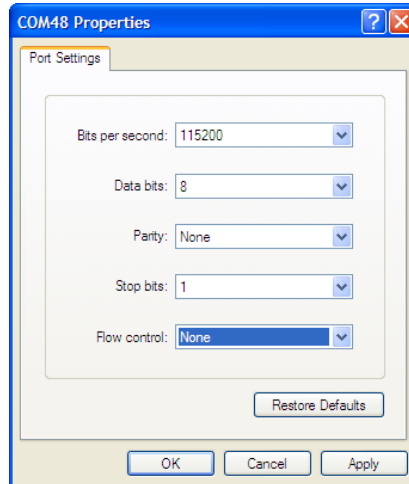 COM48 Properties
Port Settings
Bits per second: 115200
Data bits: 8
Parity: None
Stop bits: 1
Flow control: None
Restore Defaults
OK Cancel Apply